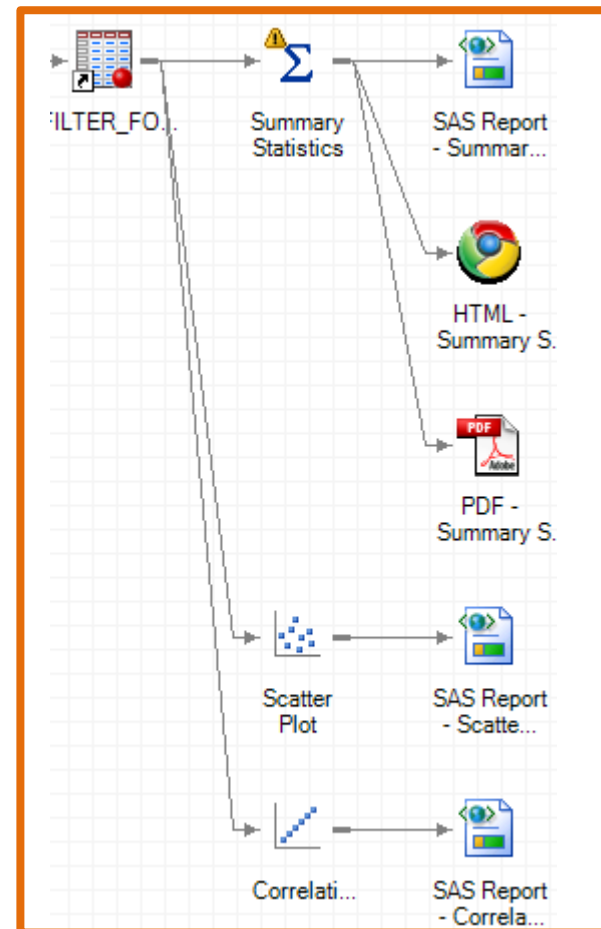 FILTER_FO...
Summary
Statistics
SAS Report
- Summar...
HTML -
Summary S.
PDF
Adobe
PDF -
Summary S.
Scatter
Plot
SAS Report
- Scatte...
Correlati...
SAS Report
- Correla...